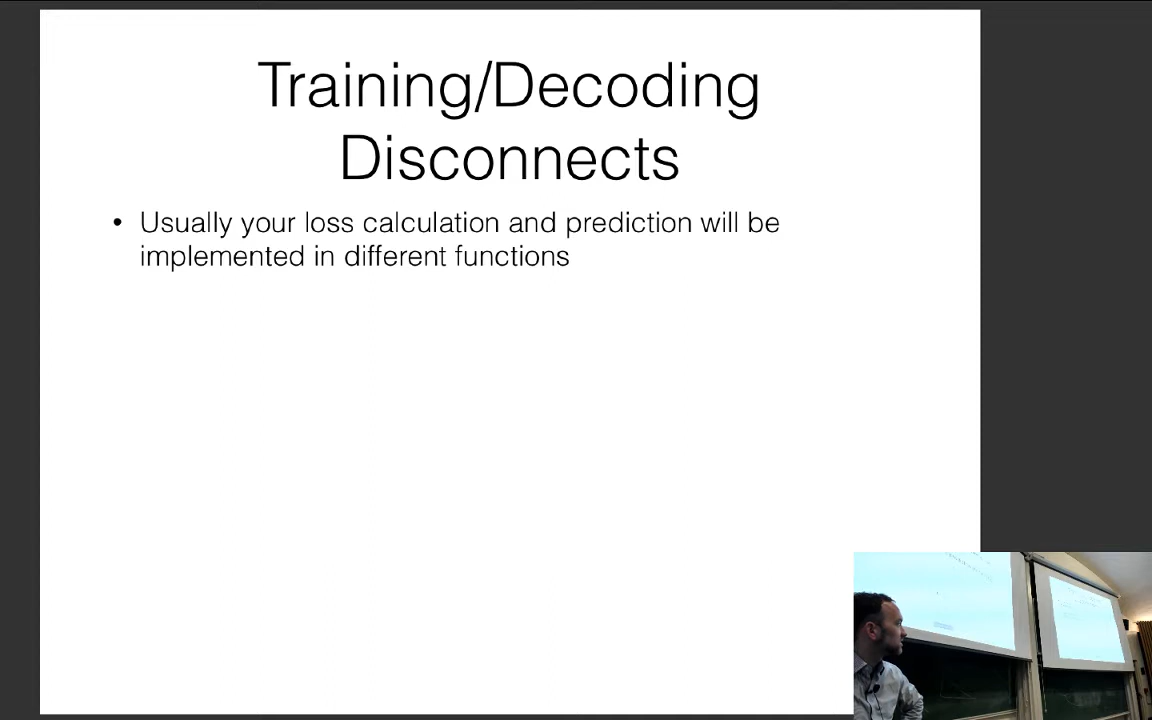 Training/Decoding
Disconnects
• Usually your loss calculation and prediction will be
implemented in different functions